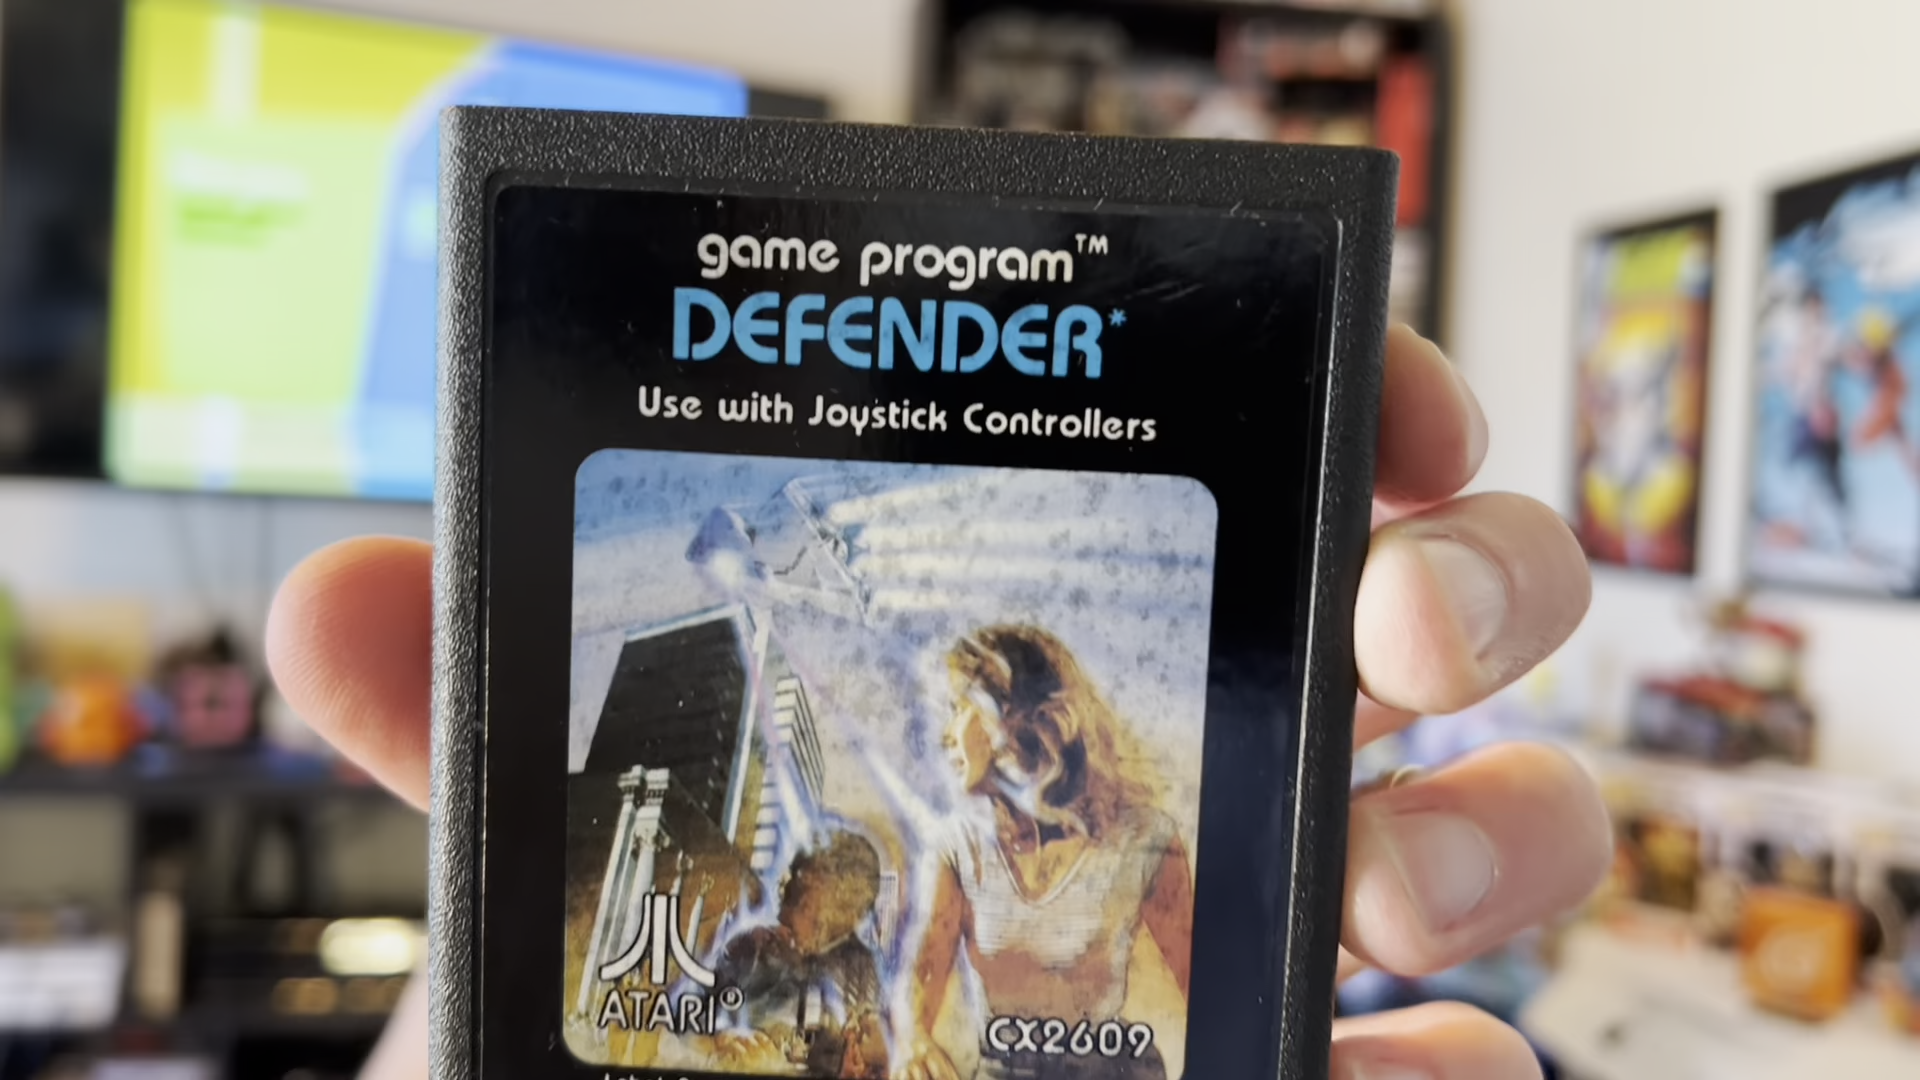 game program™
DEFENDER*
Use with Joystick Controllers
ATARI®
CX2609